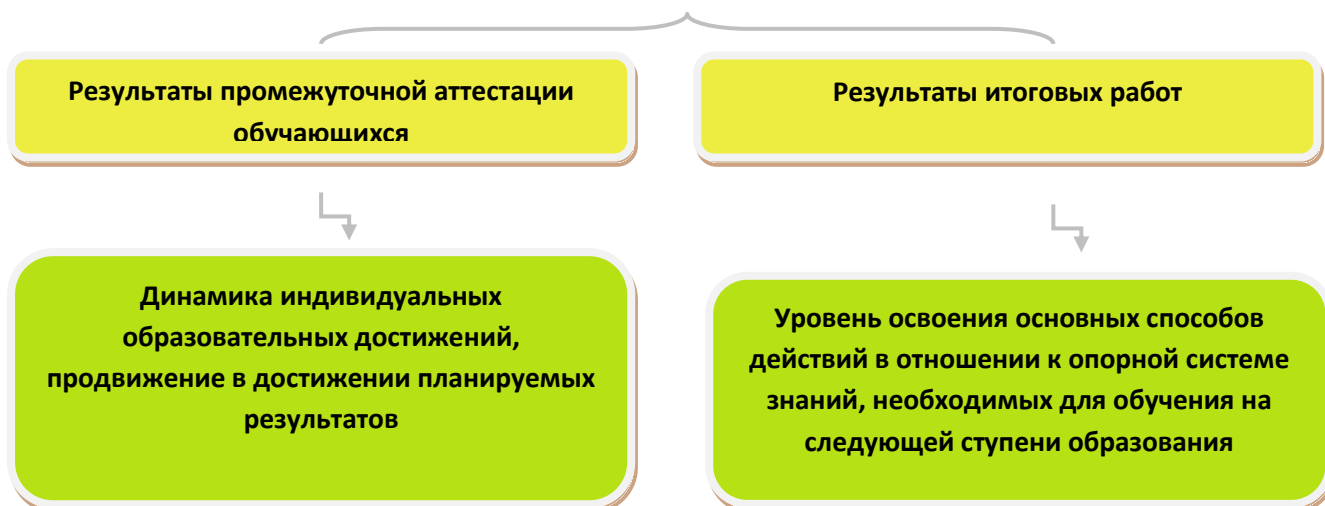 Результаты промежуточной аттестации
обучающихся
Результаты итоговых работ
Динамика индивидуальных
образовательных достижений,
продвижение в достижении планируемых
результатов
Уровень освоения основных способов
действий в отношении к опорной системе
знаний, необходимых для обучения на
следующей ступени образования